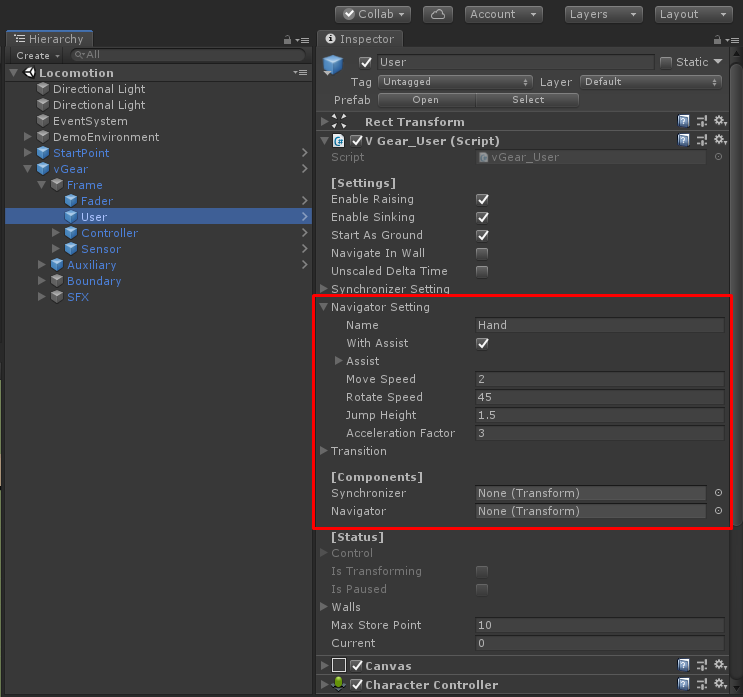 Collab
Account
Layers
Layout
Hierarchy
Create
All
Locomotion
Directional Light
Directional Light
EventSystem
DemoEnvironment
StartPoint
vGear
Frame
Fader
User
Controller
Sensor
Auxiliary
Boundary
SFX
Inspector
User Static
Tag Untagged Layer Default
Prefab Open Select
Rect Transform
V Gear_User (Script)
Script vGear_User
[Settings]
Enable Raising
Enable Sinking
Start As Ground
Navigate In Wall
Unscaled Delta Time
Synchronizer Setting
Navigator Setting
Name Hand
With Assist
Assist
Move Speed 2
Rotate Speed 45
Jump Height 1.5
Acceleration Factor 3
Transition
[Components]
Synchronizer None (Transform)
Navigator None (Transform)
[Status]
Control
Is Transforming
Is Paused
Walls
Max Store Point 10
Current 0
Canvas
Character Controller